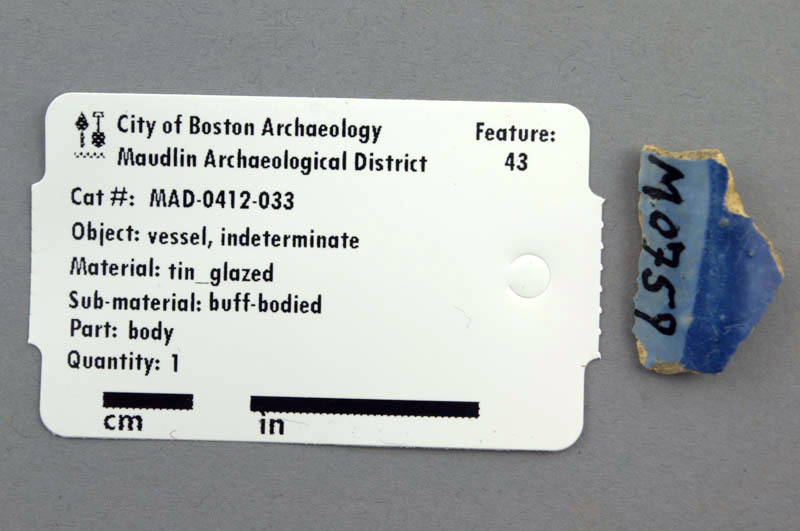 City of Boston Archaeology
Maudlin Archaeological District
Feature:
43
Cat #: MAD-0412-033
Object: vessel, indeterminate
Material: tin_glazed
Sub-material: buff-bodied
Part: body
Quantity: 1
cm
in
M0759